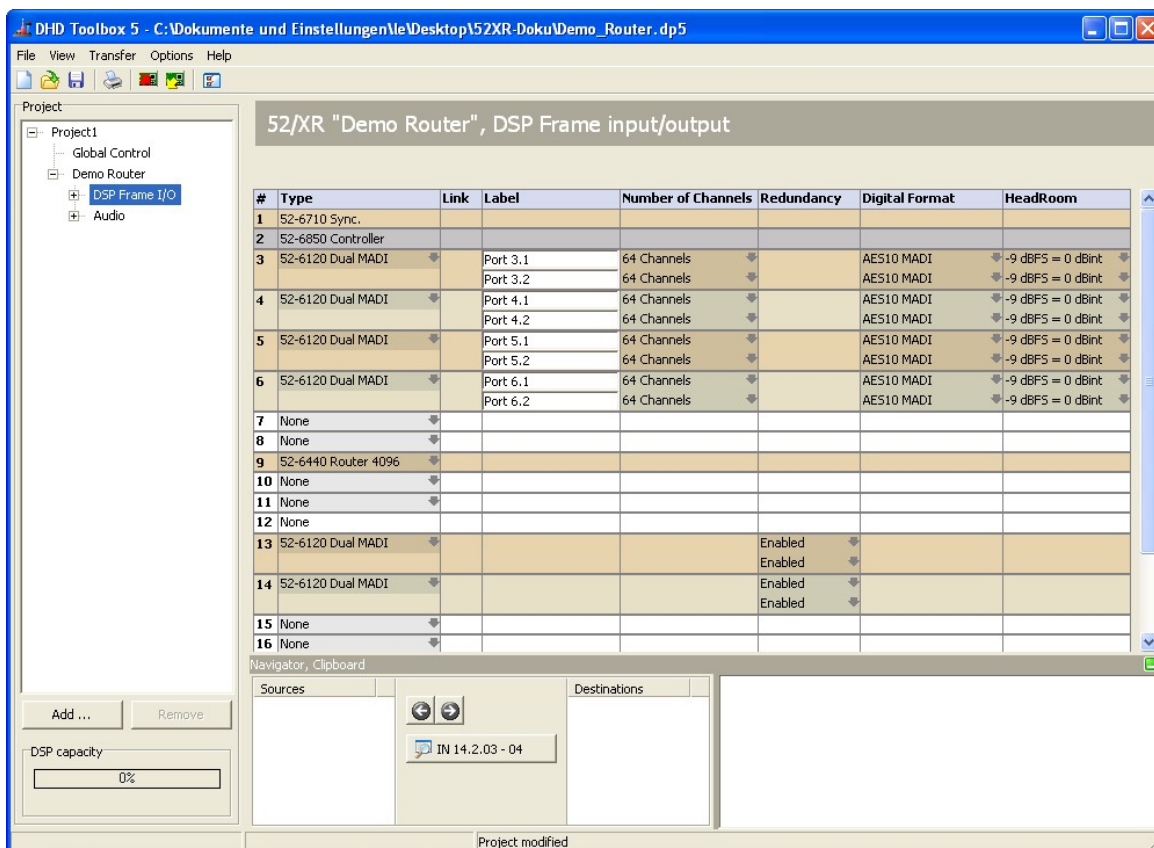 DHD Toolbox 5 - C:\Dokumente und Einstellungen\le\Desktop\52XR-Doku\Demo_Router.dp5
File View Transfer Options Help
Project
Project1
Global Control
Demo Router
DSP Frame I/O
Audio
Add ... Remove
DSP capacity
0%
52/XR "Demo Router", DSP Frame input/output
# Type Link Label Number of Channels Redundancy Digital Format HeadRoom
1 52-6710 Sync.
2 52-6850 Controller
3 52-6120 Dual MADI Port 3.1 64 Channels AES10 MADI -9 dBFS = 0 dBint
Port 3.2 64 Channels AES10 MADI -9 dBFS = 0 dBint
4 52-6120 Dual MADI Port 4.1 64 Channels AES10 MADI -9 dBFS = 0 dBint
Port 4.2 64 Channels AES10 MADI -9 dBFS = 0 dBint
5 52-6120 Dual MADI Port 5.1 64 Channels AES10 MADI -9 dBFS = 0 dBint
Port 5.2 64 Channels AES10 MADI -9 dBFS = 0 dBint
6 52-6120 Dual MADI Port 6.1 64 Channels AES10 MADI -9 dBFS = 0 dBint
Port 6.2 64 Channels AES10 MADI -9 dBFS = 0 dBint
7 None
8 None
9 52-6440 Router 4096
10 None
11 None
12 None
13 52-6120 Dual MADI Enabled
Enabled
14 52-6120 Dual MADI Enabled
Enabled
15 None
16 None
Navigator, Clipboard
Sources Destinations
IN 14.2.03 - 04
Project modified